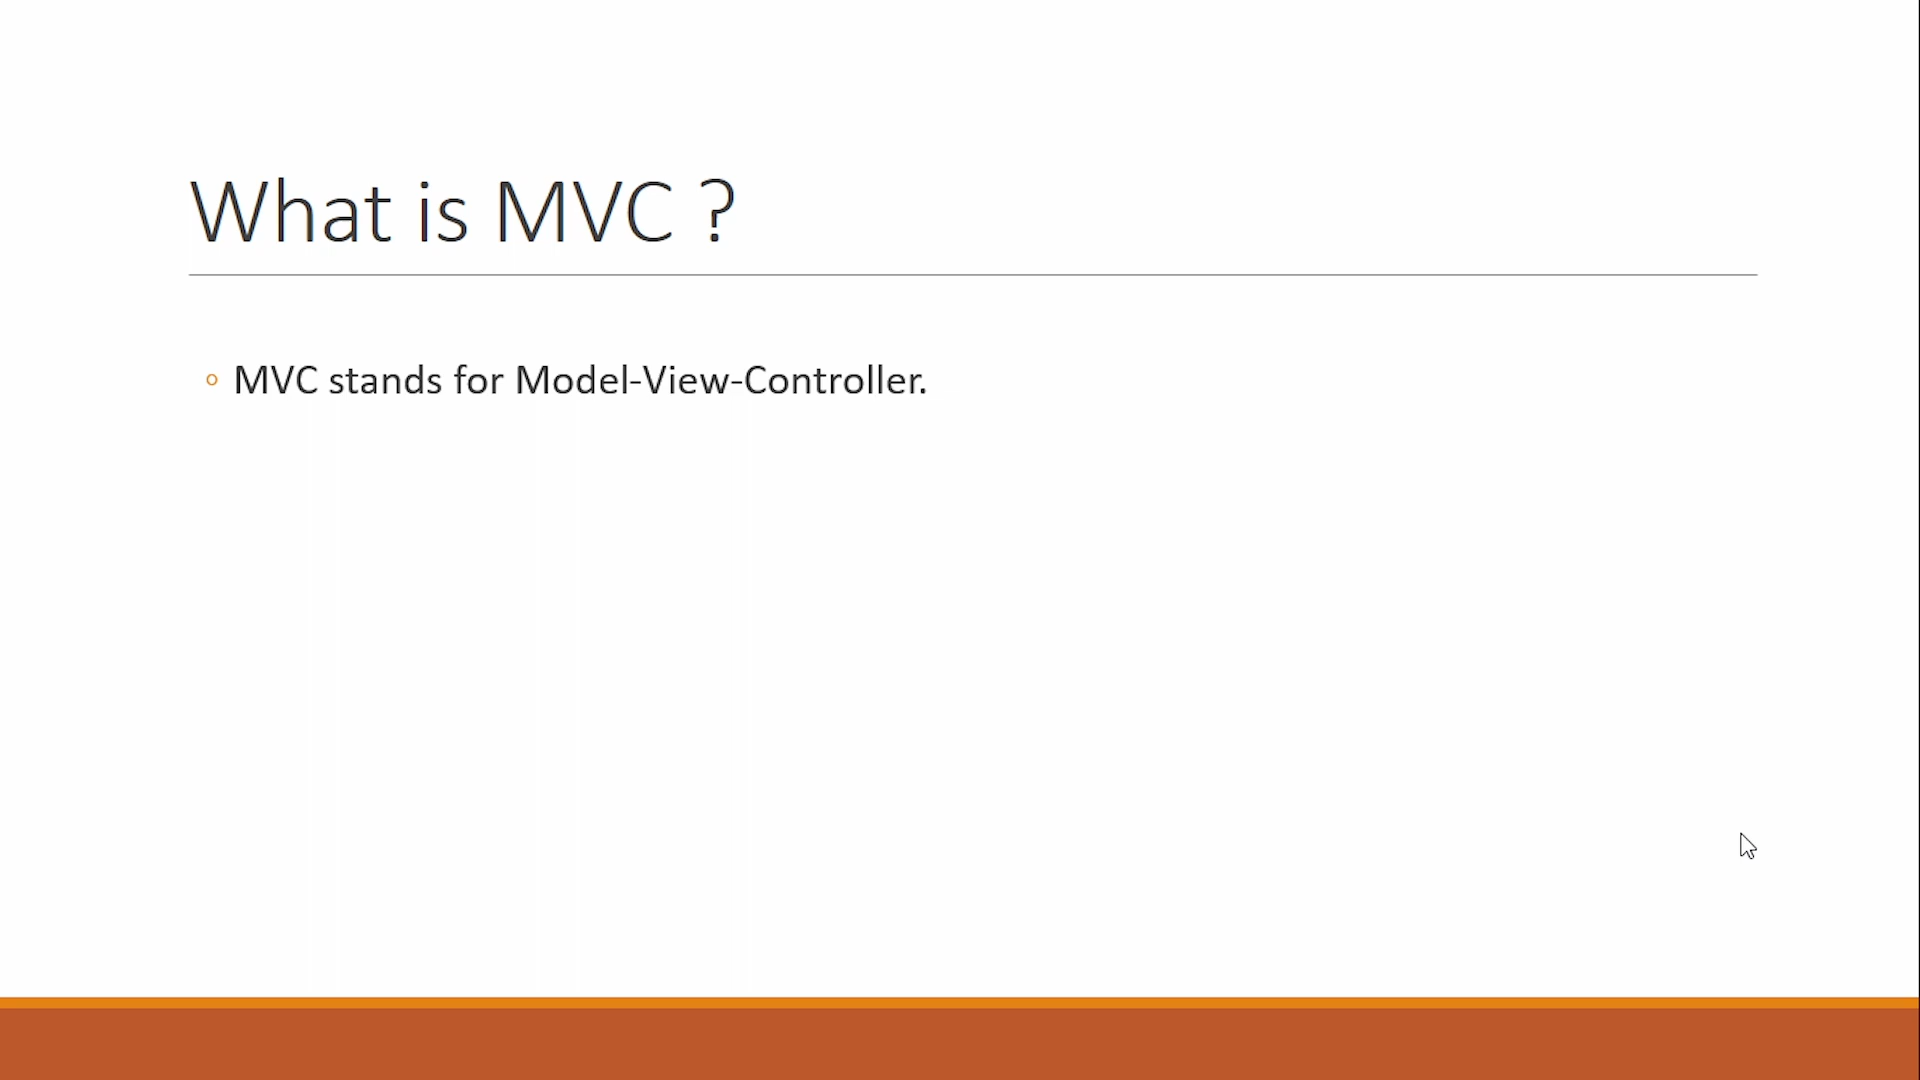 What is MVC ?
MVC stands for Model-View-Controller.